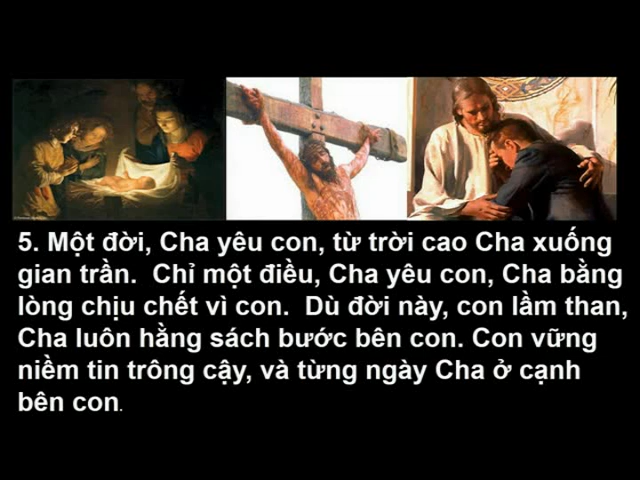 5. Một đời, Cha yêu con, từ trời cao Cha xuống
gian trần.  Chỉ một điều, Cha yêu con, Cha bằng
lòng chịu chết vì con.  Dù đời này, con lầm than,
Cha luôn hằng sách bước bên con. Con vững
niềm tin trông cậy, và từng ngày Cha ở cạnh
bên con.